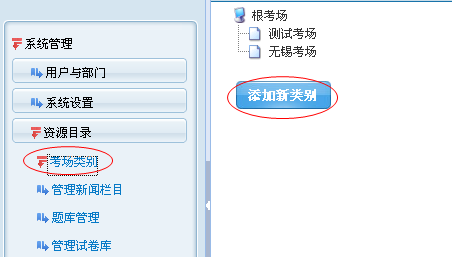 系统管理
用户与部门
系统设置
资源目录
考场类别
管理新闻栏目
题库管理
管理试卷库
根考场
测试考场
无锡考场
添加新类别